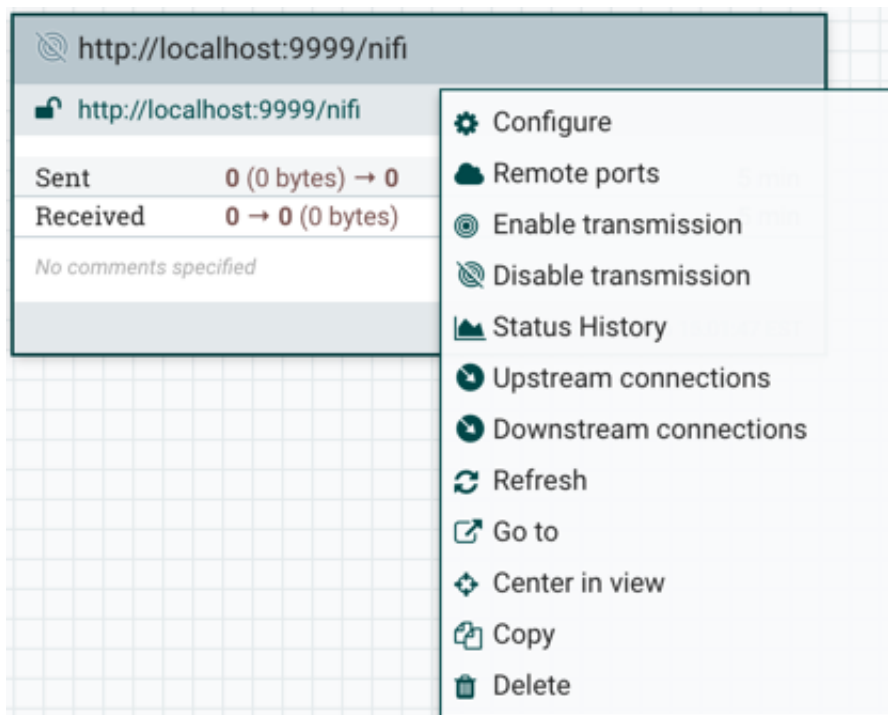 http://localhost:9999/nifi
http://localhost:9999/nifi
Sent 0 (0 bytes) → 0
Received 0 → 0 (0 bytes)
No comments specified
Configure
Remote ports
Enable transmission
Disable transmission
Status History
Upstream connections
Downstream connections
Refresh
Go to
Center in view
Copy
Delete